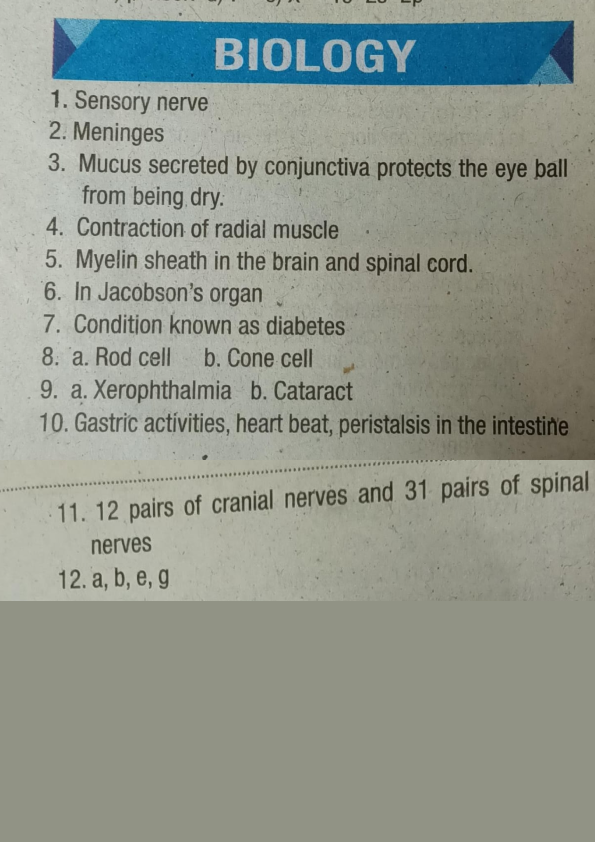 BIOLOGY
1. Sensory nerve
2. Meninges
3. Mucus secreted by conjunctiva protects the eye ball
from being dry.
4. Contraction of radial muscle
5. Myelin sheath in the brain and spinal cord.
6. In Jacobson's organ
7. Condition known as diabetes
8. a. Rod cell b. Cone cell
9. a. Xerophthalmia b. Cataract
10. Gastric activities, heart beat, peristalsis in the intestine
11. 12 pairs of cranial nerves and 31 pairs of spinal
nerves
12. a, b, e, g